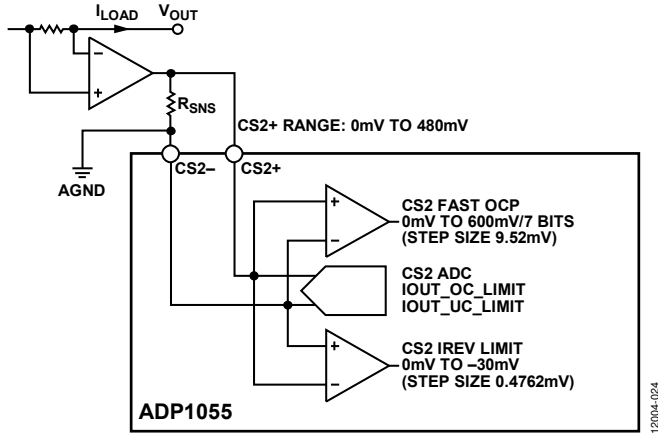 ILOAD VOUT
−
+
RSNS
CS2+ RANGE: 0mV TO 480mV
AGND
CS2− CS2+
+
−
CS2 FAST OCP
0mV TO 600mV/7 BITS
(STEP SIZE 9.52mV)
CS2 ADC
IOUT_OC_LIMIT
IOUT_UC_LIMIT
+
−
CS2 IREV LIMIT
0mV TO −30mV
(STEP SIZE 0.4762mV)
ADP1055
12004-024